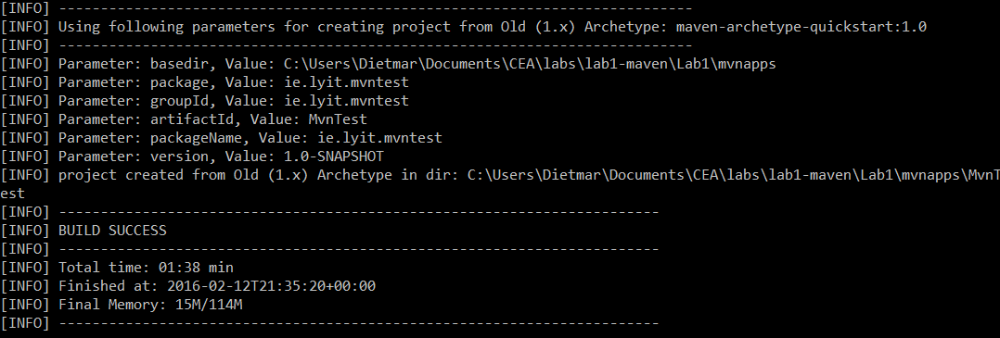 [INFO] ----------------------------------------------------------------------------
[INFO] Using following parameters for creating project from Old (1.x) Archetype: maven-archetype-quickstart:1.0
[INFO] ----------------------------------------------------------------------------
[INFO] Parameter: basedir, Value: C:\Users\Dietmar\Documents\CEA\labs\lab1-maven\Lab1\mvnapps
[INFO] Parameter: package, Value: ie.lyit.mvntest
[INFO] Parameter: groupId, Value: ie.lyit.mvntest
[INFO] Parameter: artifactId, Value: MvnTest
[INFO] Parameter: packageName, Value: ie.lyit.mvntest
[INFO] Parameter: version, Value: 1.0-SNAPSHOT
[INFO] project created from Old (1.x) Archetype in dir: C:\Users\Dietmar\Documents\CEA\labs\lab1-maven\Lab1\mvnapps\MvnT
est
[INFO] ------------------------------------------------------------------------
[INFO] BUILD SUCCESS
[INFO] ------------------------------------------------------------------------
[INFO] Total time: 01:38 min
[INFO] Finished at: 2016-02-12T21:35:20+00:00
[INFO] Final Memory: 15M/114M
[INFO] ------------------------------------------------------------------------